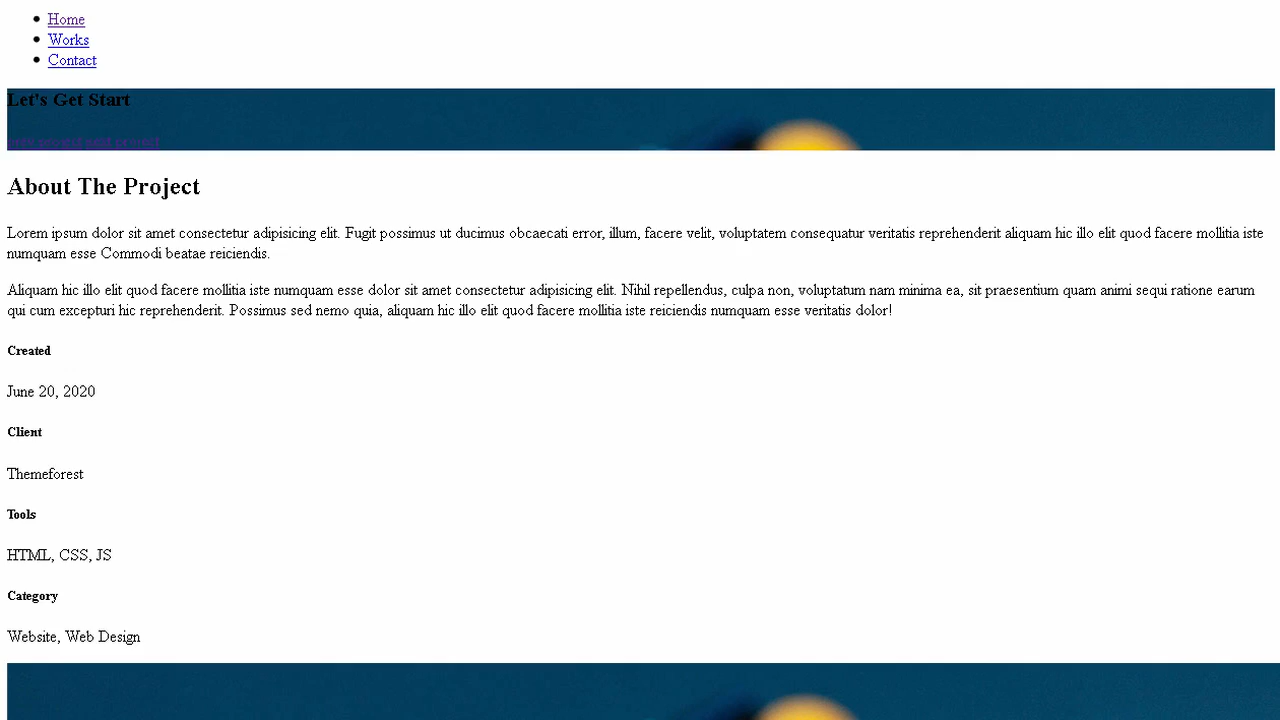 Home
Works
Contact
Let's Get Start
prev project next project
About The Project
Lorem ipsum dolor sit amet consectetur adipisicing elit. Fugit possimus ut ducimus obcaecati error, illum, facere velit, voluptatem consequatur veritatis reprehenderit aliquam hic illo elit quod facere mollitia iste
numquam esse Commodi beatae reiciendis.
Aliquam hic illo elit quod facere mollitia iste numquam esse dolor sit amet consectetur adipisicing elit. Nihil repellendus, culpa non, voluptatum nam minima ea, sit praesentium quam animi sequi ratione earum
qui cum excepturi hic reprehenderit. Possimus sed nemo quia, aliquam hic illo elit quod facere mollitia iste reiciendis numquam esse veritatis dolor!
Created
June 20, 2020
Client
Themeforest
Tools
HTML, CSS, JS
Category
Website, Web Design